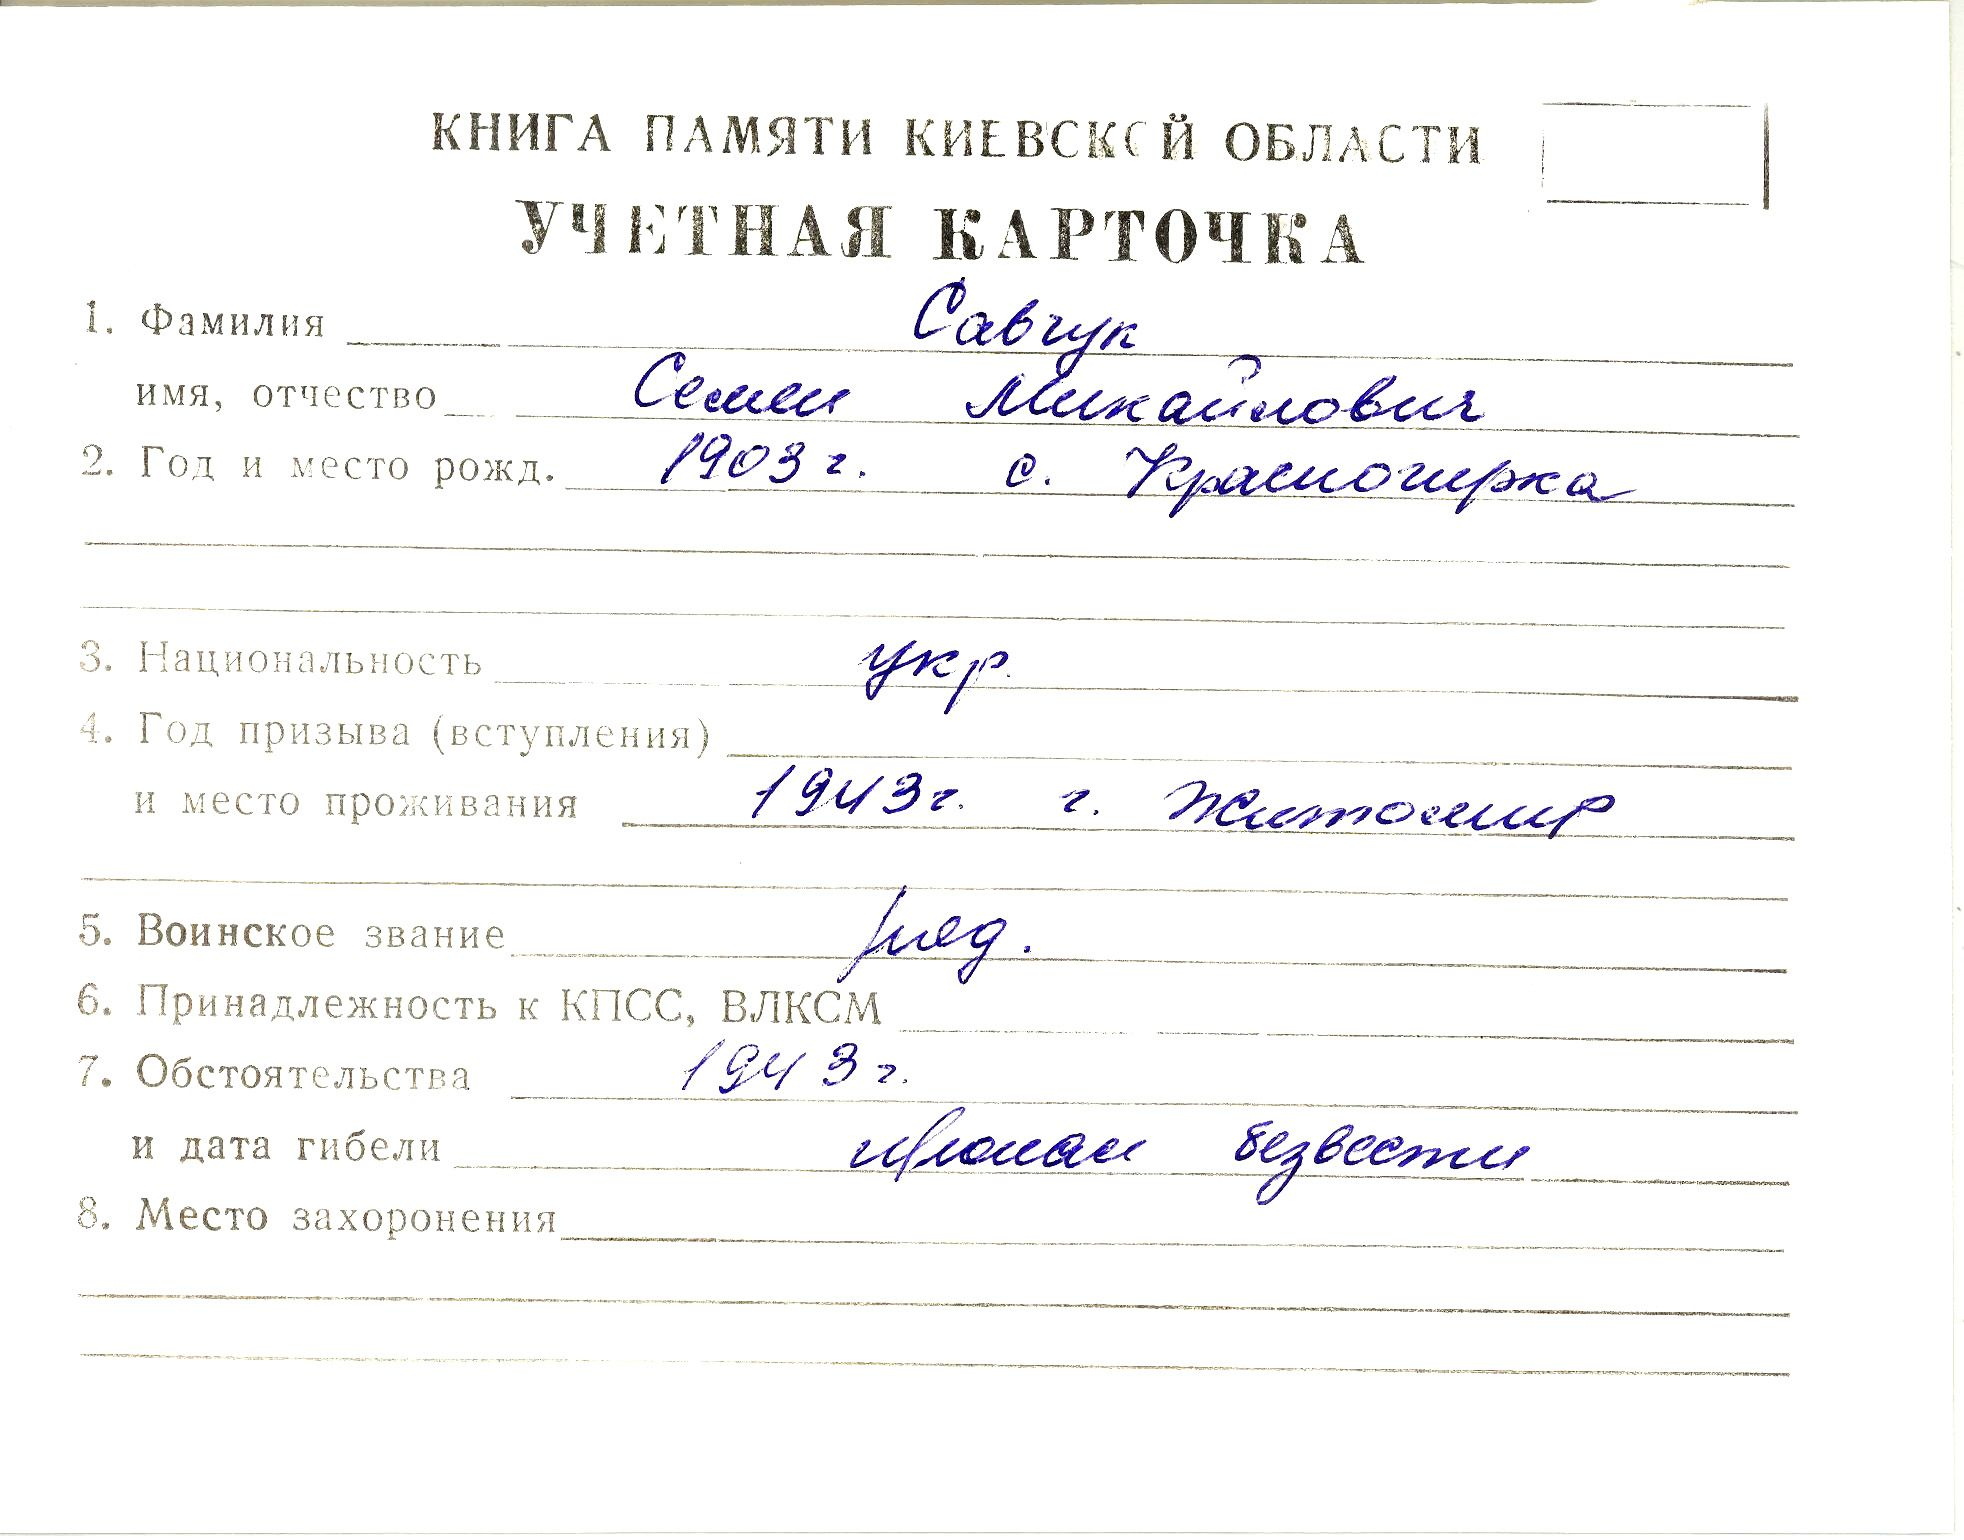 КНИГА ПАМЯТИ КИЕВСКОЙ ОБЛАСТИ
УЧЕТНАЯ КАРТОЧКА
1. Фамилия Савчук
имя, отчество Семен Михайлович
2. Год и место рожд. 1903 г. с. Красногирка
3. Национальность укр.
4. Год призыва (вступления)
и место проживания 1943 г. г. Житомир
5. Воинское звание ряд.
6. Принадлежность к КПСС, ВЛКСМ
7. Обстоятельства 1943 г.
и дата гибели пропал безвести
8. Место захоронения